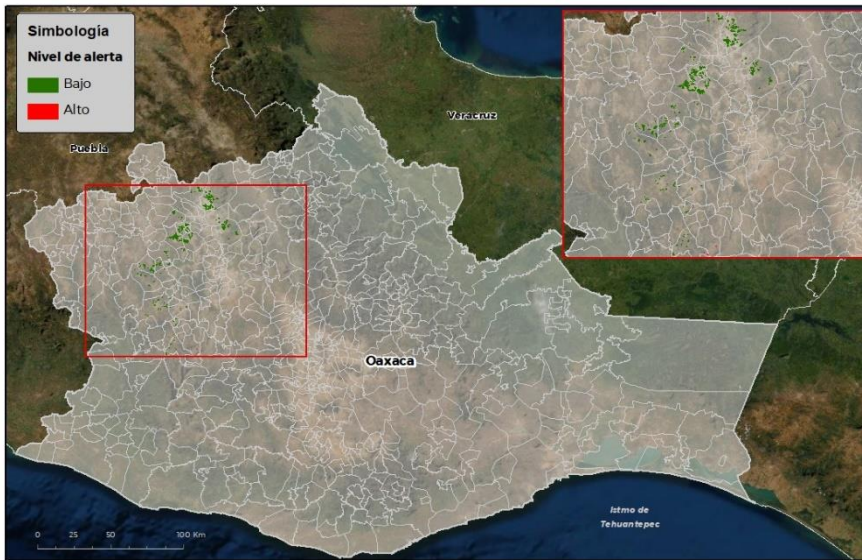 Simbología
Nivel de alerta
Bajo
Alto
Veracruz
Puebla
Oaxaca
Istmo de
Tehuantepec
0 25 50 100 Km